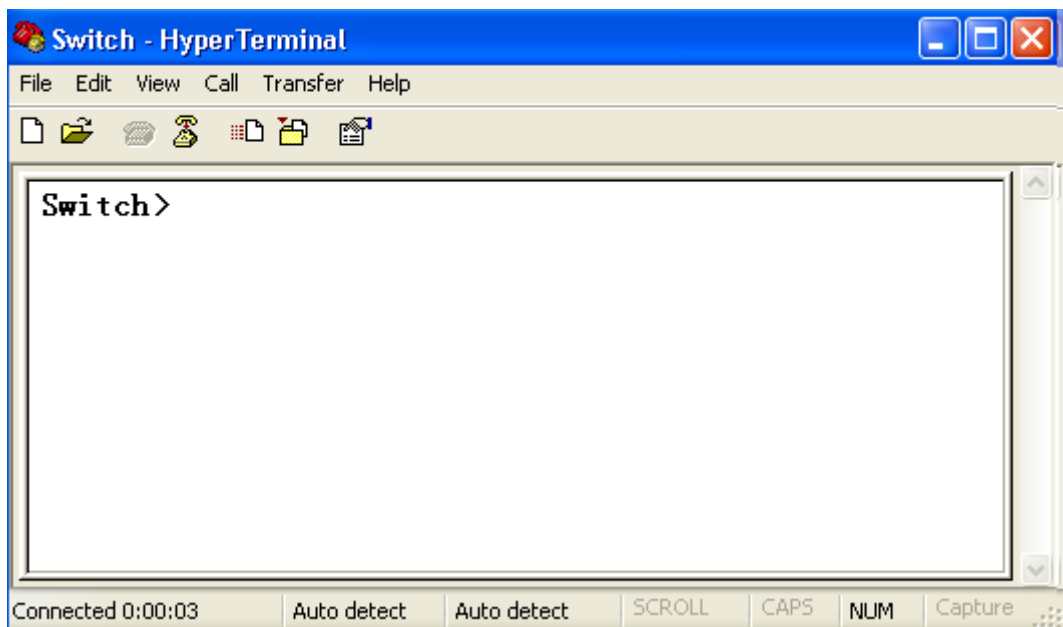 Switch - HyperTerminal
File Edit View Call Transfer Help
Switch>
Connected 0:00:03 Auto detect Auto detect SCROLL CAPS NUM Capture